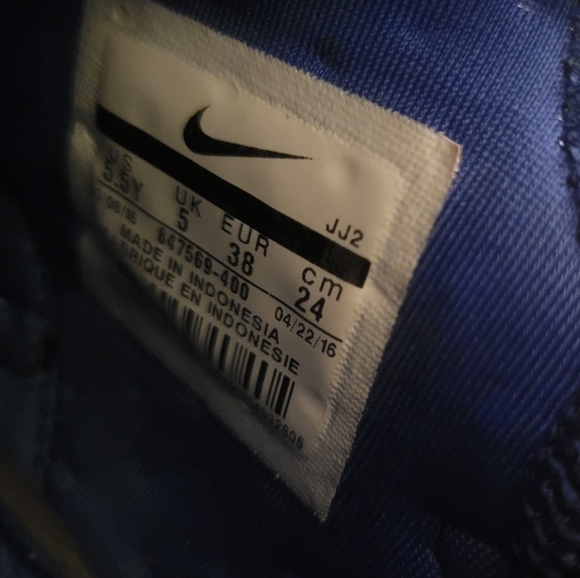 JJ2
US UK EUR cm
5.5Y 5 38 24
08/16 847569-400 04/22/16
MADE IN INDONESIA
FABRIQUE EN INDONESIE